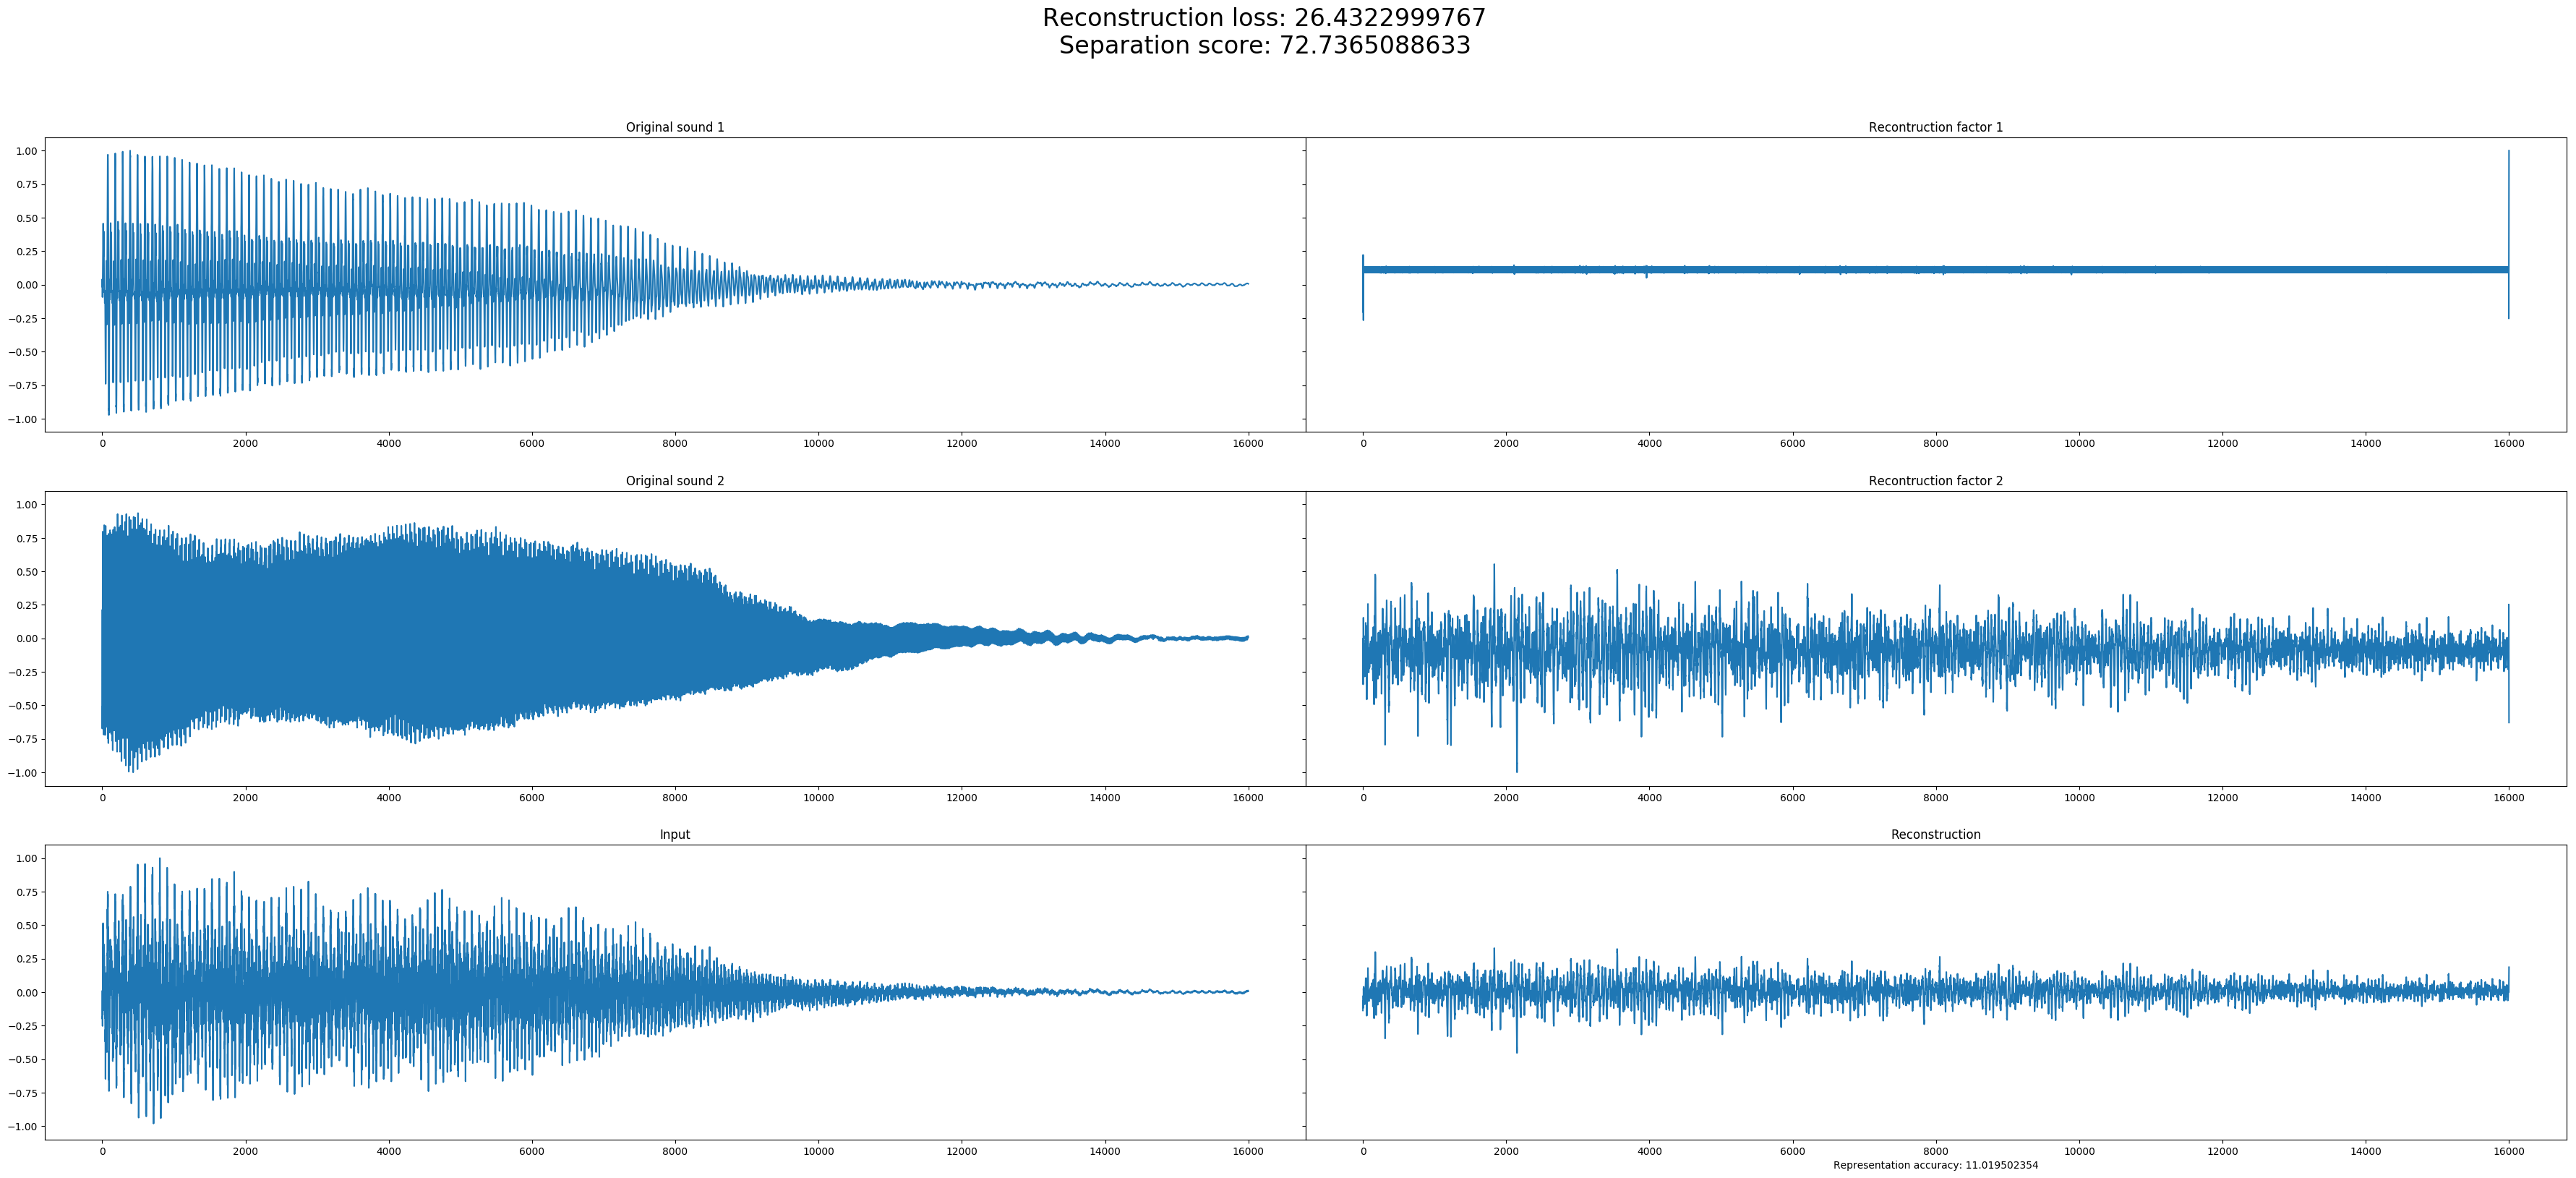 Reconstruction loss: 26.4322999767
Separation score: 72.7365088633
Original sound 1
Recontruction factor 1
1.00
0.75
0.50
0.25
0.00
−0.25
−0.50
−0.75
−1.00
0 2000 4000 6000 8000 10000 12000 14000 16000
0 2000 4000 6000 8000 10000 12000 14000 16000
Original sound 2
Reconstruction factor 2
1.00
0.75
0.50
0.25
0.00
−0.25
−0.50
−0.75
−1.00
0 2000 4000 6000 8000 10000 12000 14000 16000
0 2000 4000 6000 8000 10000 12000 14000 16000
Input
Reconstruction
1.00
0.75
0.50
0.25
0.00
−0.25
−0.50
−0.75
−1.00
0 2000 4000 6000 8000 10000 12000 14000 16000
0 2000 4000 6000 8000 10000 12000 14000 16000
Representation accuracy: 11.019502354